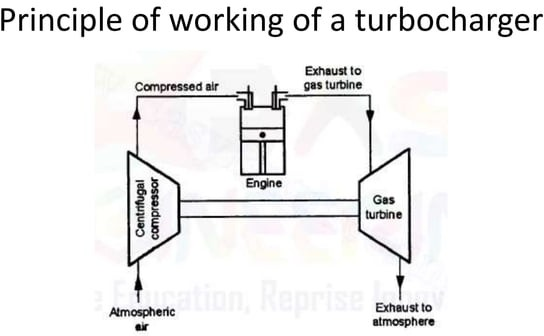 Principle of working of a turbocharger
Compressed air
Exhaust to
gas turbine
Engine
Centrifugal
compressor
Gas
turbine
Atmospheric
air
Exhaust to
atmosphere
Education, Reprise